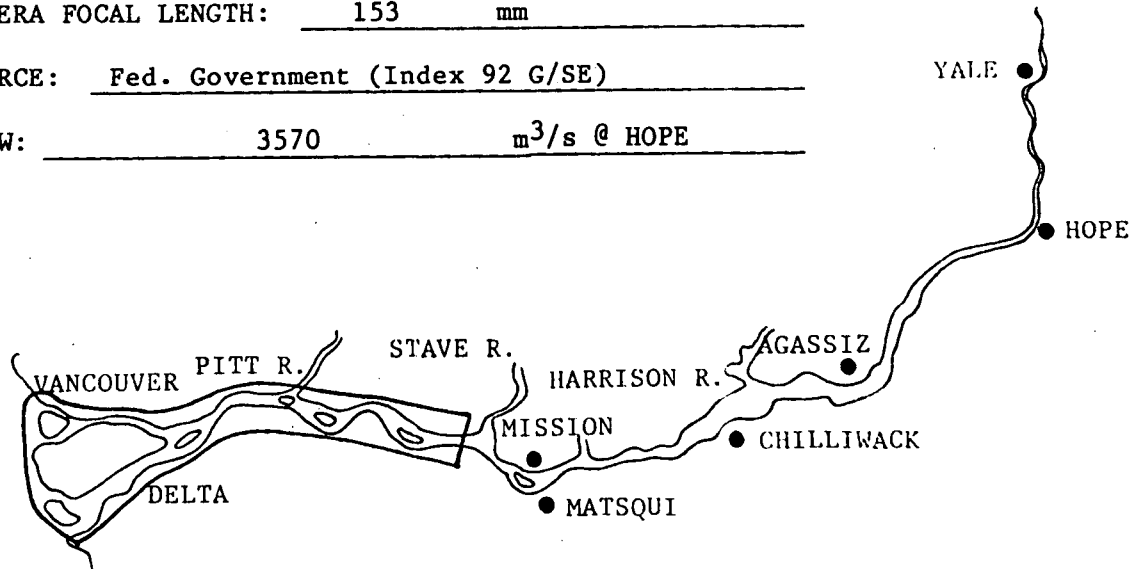 ERA FOCAL LENGTH: 153 mm
RCE: Fed. Government (Index 92 G/SE)
W: 3570 m3/s @ HOPE
YALE
HOPE
STAVE R.
AGASSIZ
PITT R.
HARRISON R.
VANCOUVER
MISSION
CHILLIWACK
DELTA
MATSQUI